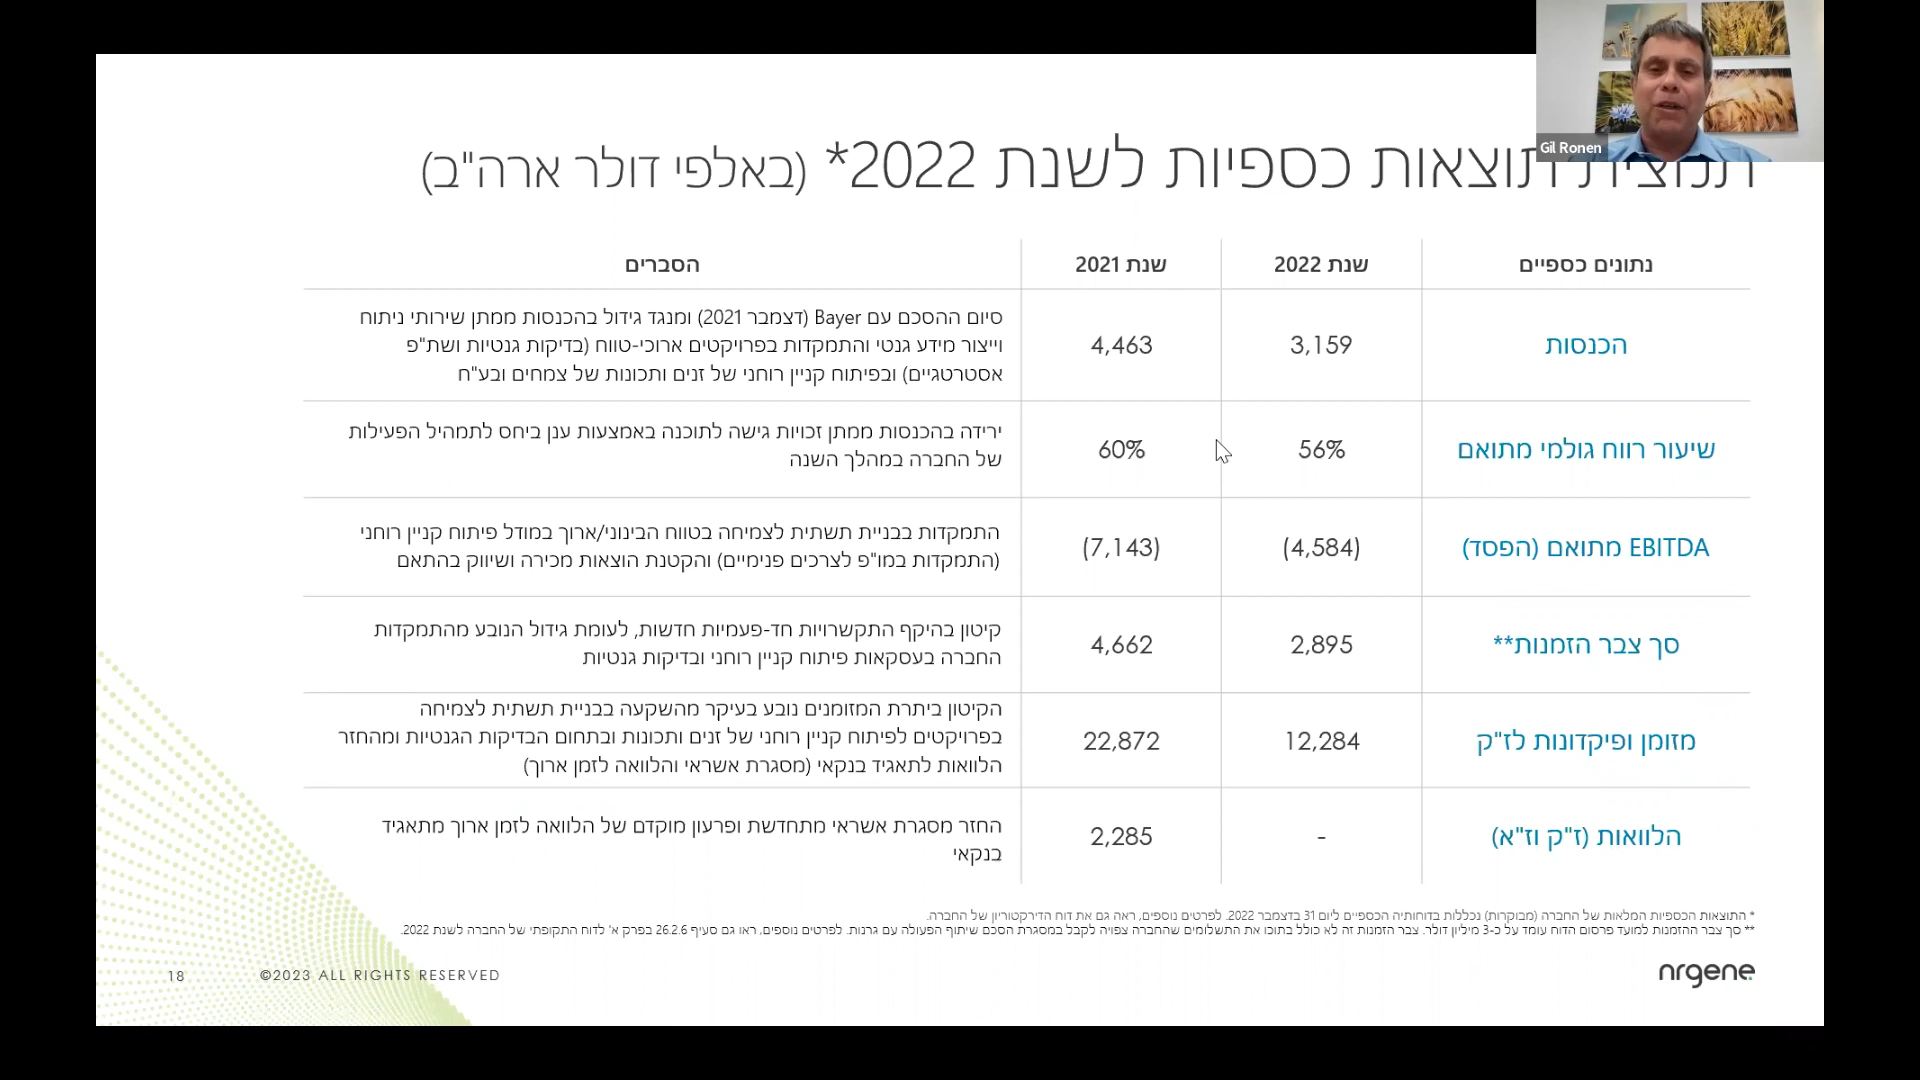 Gil Ronen
תמצית תוצאות כספיות לשנת 2022* (באלפי דולר ארה"ב)
נתונים כספיים שנת 2022 שנת 2021 הסברים
הכנסות 3,159 4,463
סיום ההסכם עם Bayer (דצמבר 2021) ומנגד גידול בהכנסות ממתן שירותי ניתוח
וייצור מידע גנטי והתמקדות בפרויקטים ארוכי-טווח (בדיקות גנטיות ושת"פ
אסטרטגיים) ובפיתוח קניין רוחני של זנים ותכונות של צמחים ובע"ח
שיעור רווח גולמי מתואם 56% 60%
ירידה בהכנסות ממתן זכויות גישה לתוכנה באמצעות ענן ביחס לתמהיל הפעילות
של החברה במהלך השנה
EBITDA מתואם (הפסד) (4,584) (7,143)
התמקדות בבניית תשתית לצמיחה בטווח הבינוני/ארוך במודל פיתוח קניין רוחני
(התמקדות במו"פ לצרכים פנימיים) והקטנת הוצאות מכירה ושיווק בהתאם
סך צבר הזמנות** 2,895 4,662
קיטון בהיקף התקשרויות חד-פעמיות חדשות, לעומת גידול הנובע מהתמקדות
החברה בעסקאות פיתוח קניין רוחני ובדיקות גנטיות
מזומן ופיקדונות לז"ק 12,284 22,872
הקיטון ביתרת המזומנים נובע בעיקר מהשקעה בבניית תשתית לצמיחה
בפרויקטים לפיתוח קניין רוחני של זנים ותכונות ובתחום הבדיקות הגנטיות ומהחזר
הלוואות לתאגיד בנקאי (מסגרת אשראי והלוואה לזמן ארוך)
הלוואות (ז"ק וז"א) - 2,285
החזר מסגרת אשראי מתחדשת ופרעון מוקדם של הלוואה לזמן ארוך מתאגיד
בנקאי
* התוצאות הכספיות המלאות של החברה (מבוקרות) נכללות בדוחותיה הכספיים ליום 31 בדצמבר 2022. לפרטים נוספים, ראה גם את דוח הדירקטוריון של החברה.
** סך צבר ההזמנות למועד פרסום הדוח עומד על כ-3 מיליון דולר. צבר הזמנות זה לא כולל בתוכו את התשלומים שהחברה צפויה לקבל במסגרת הסכם שיתוף הפעולה עם גרנות. לפרטים נוספים, ראו גם סעיף 26.2.6 בפרק א' לדוח התקופתי של החברה לשנת 2022.
18 ©2023 ALL RIGHTS RESERVED
nrgene